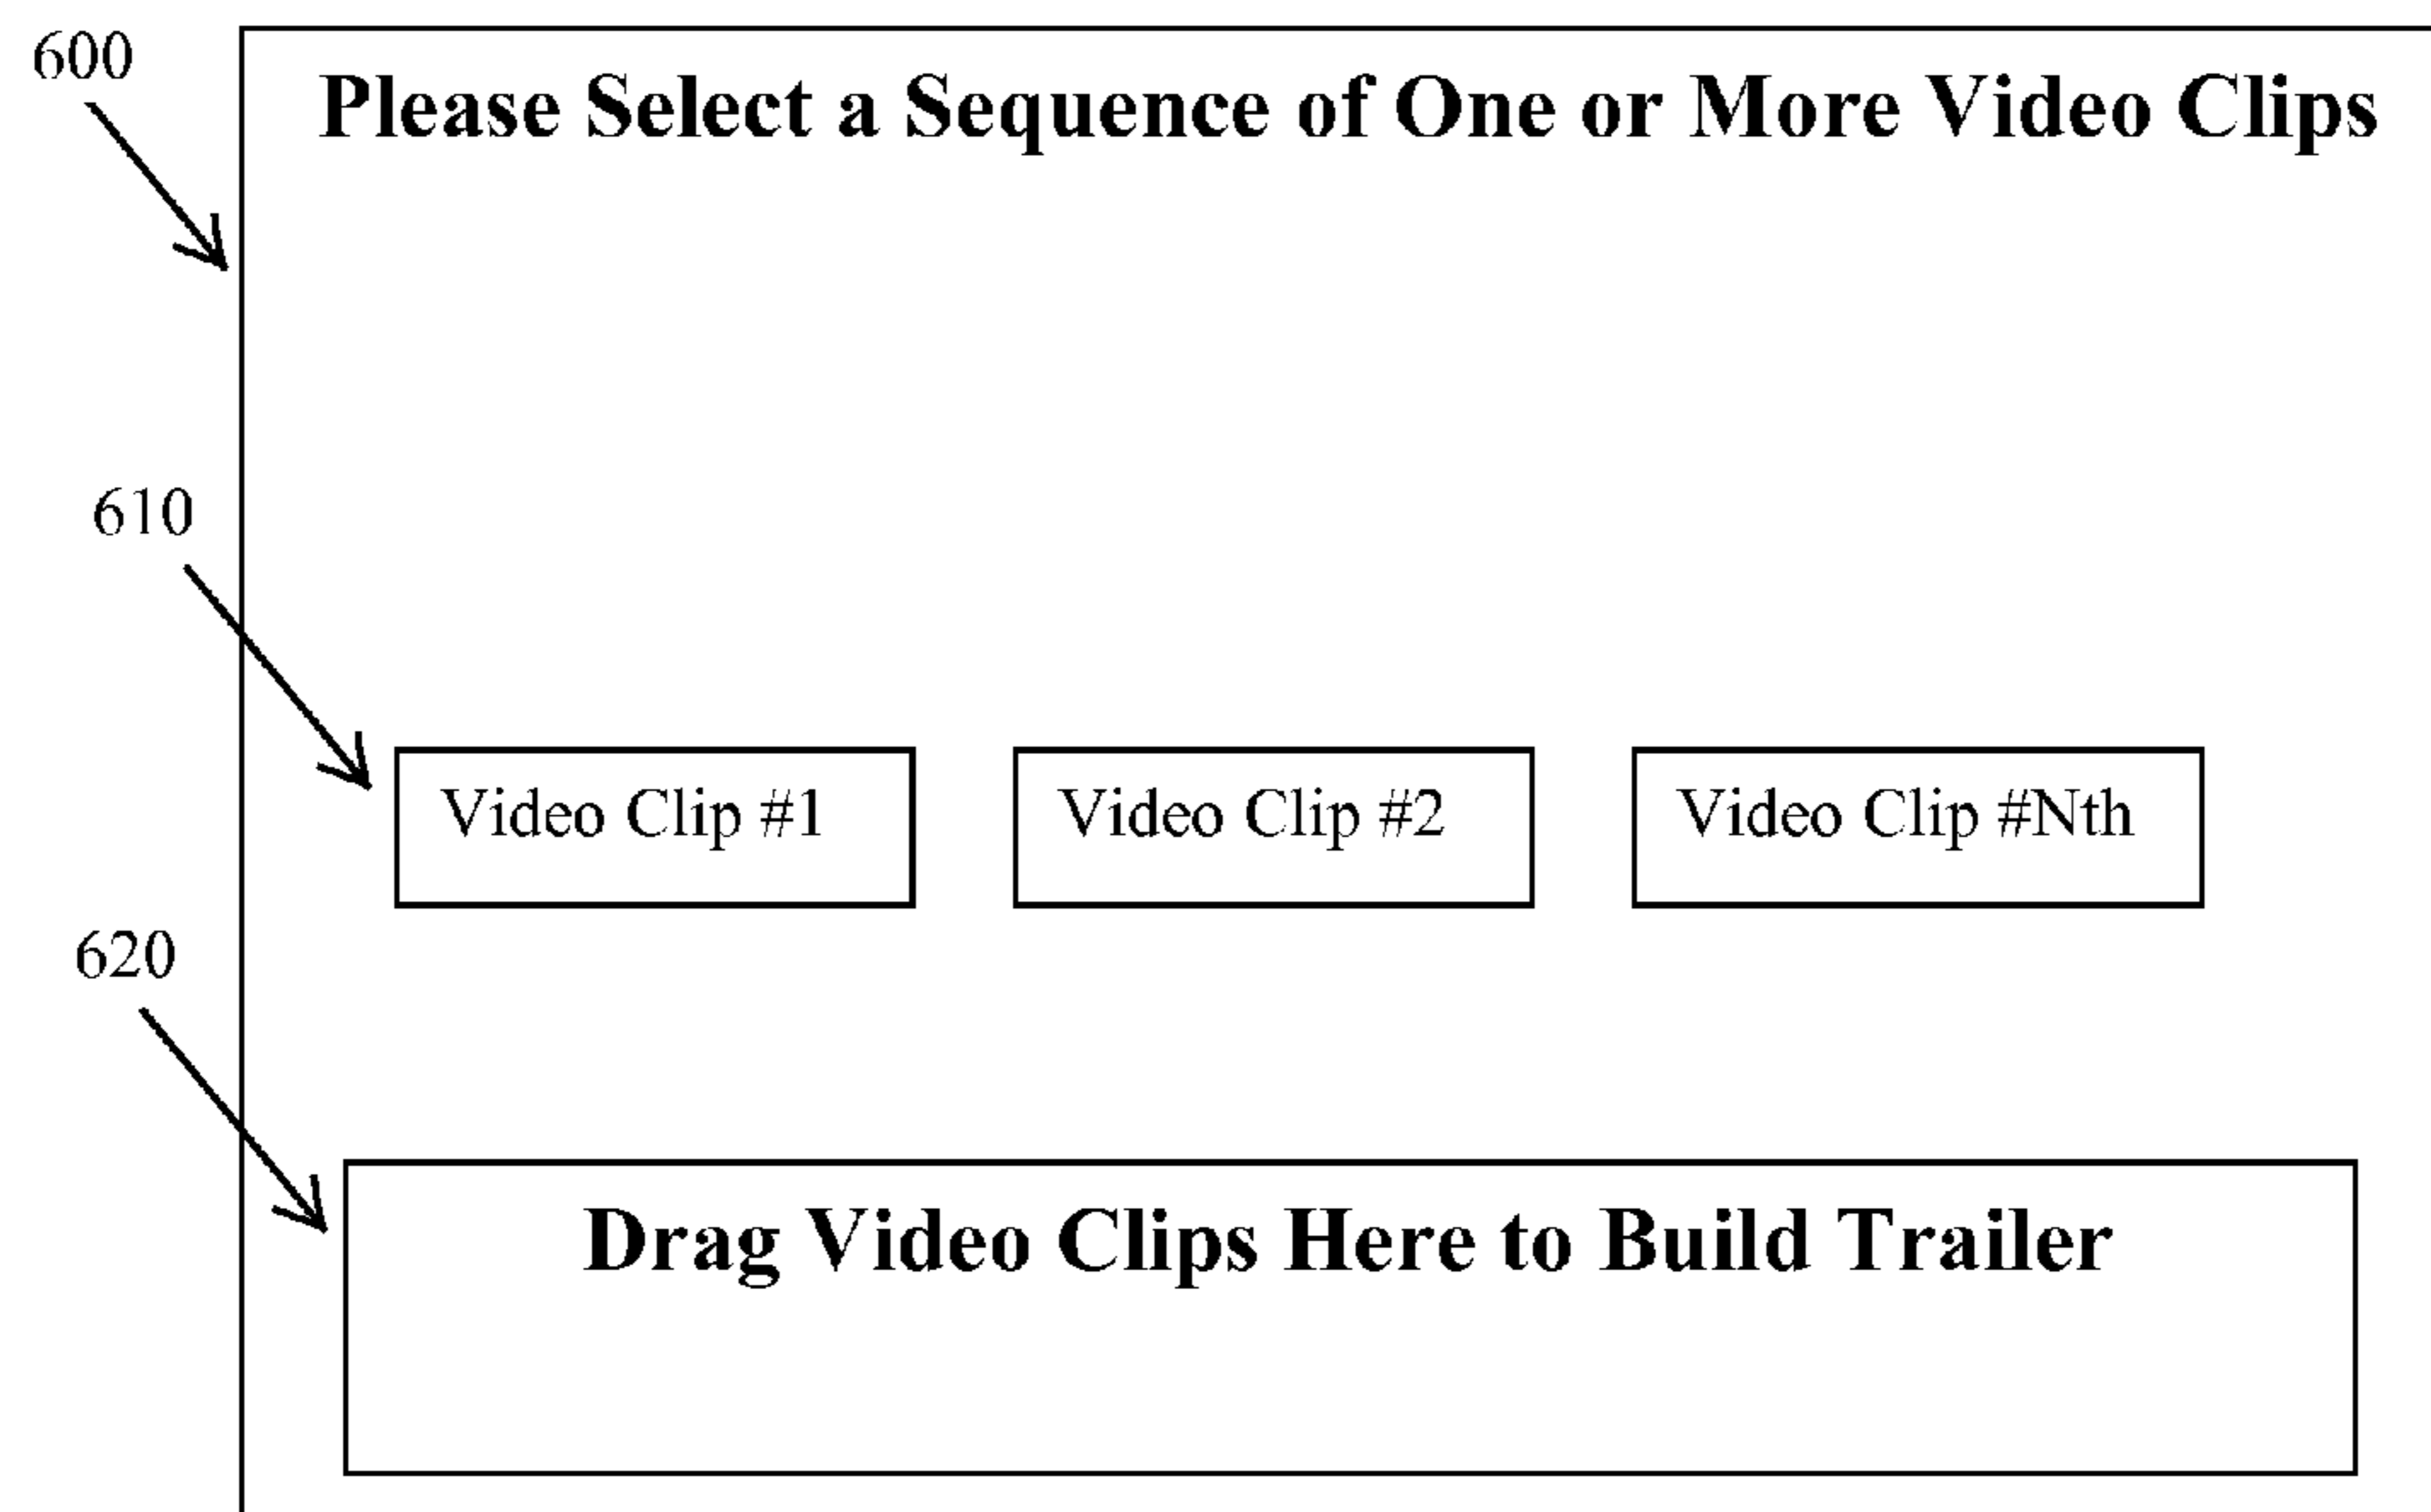 600
Please Select a Sequence of One or More Video Clips
610
Video Clip #1
Video Clip #2
Video Clip #Nth
620
Drag Video Clips Here to Build Trailer